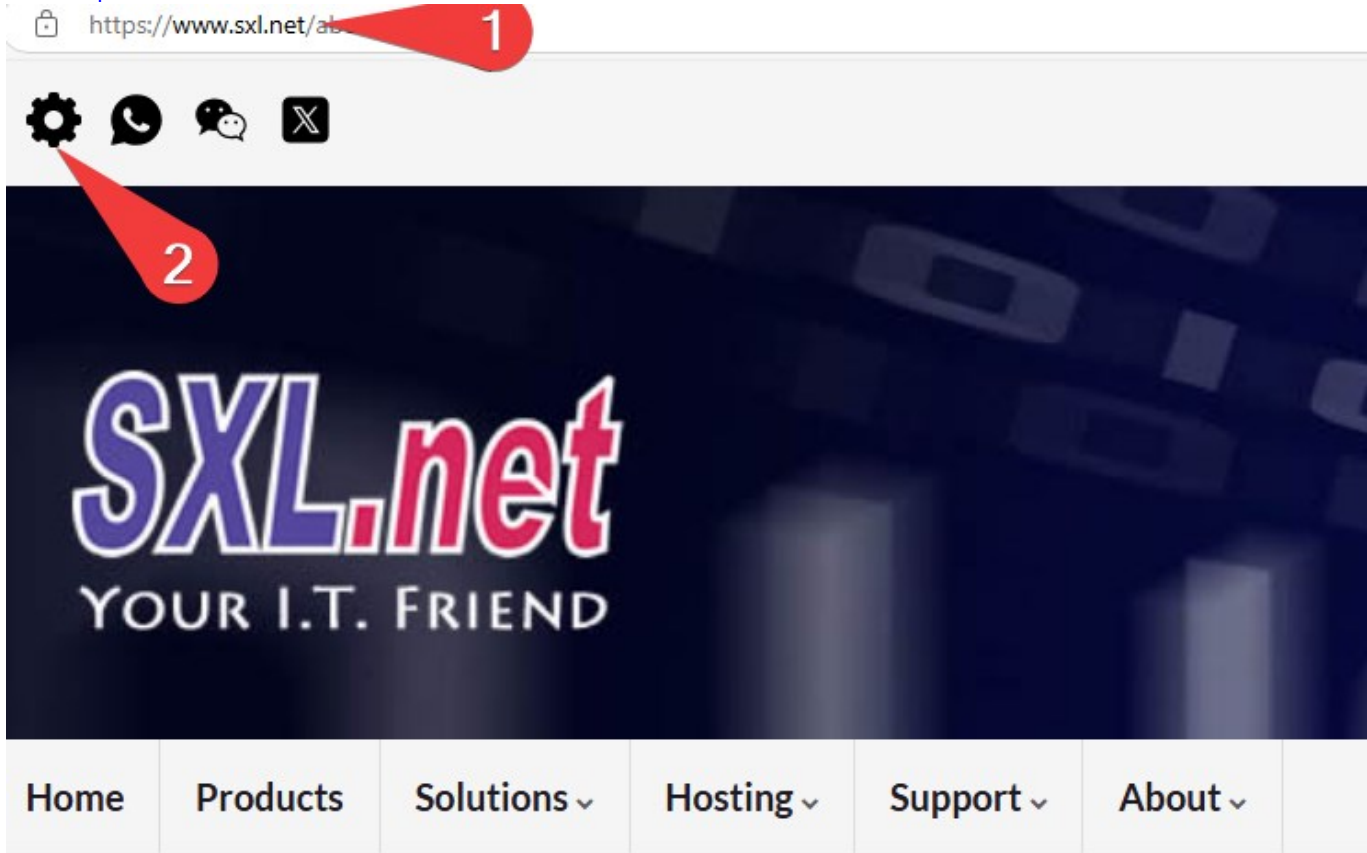 https://www.sxl.net/
1
2
SXL.net
YOUR I.T. FRIEND
Home Products Solutions Hosting Support About